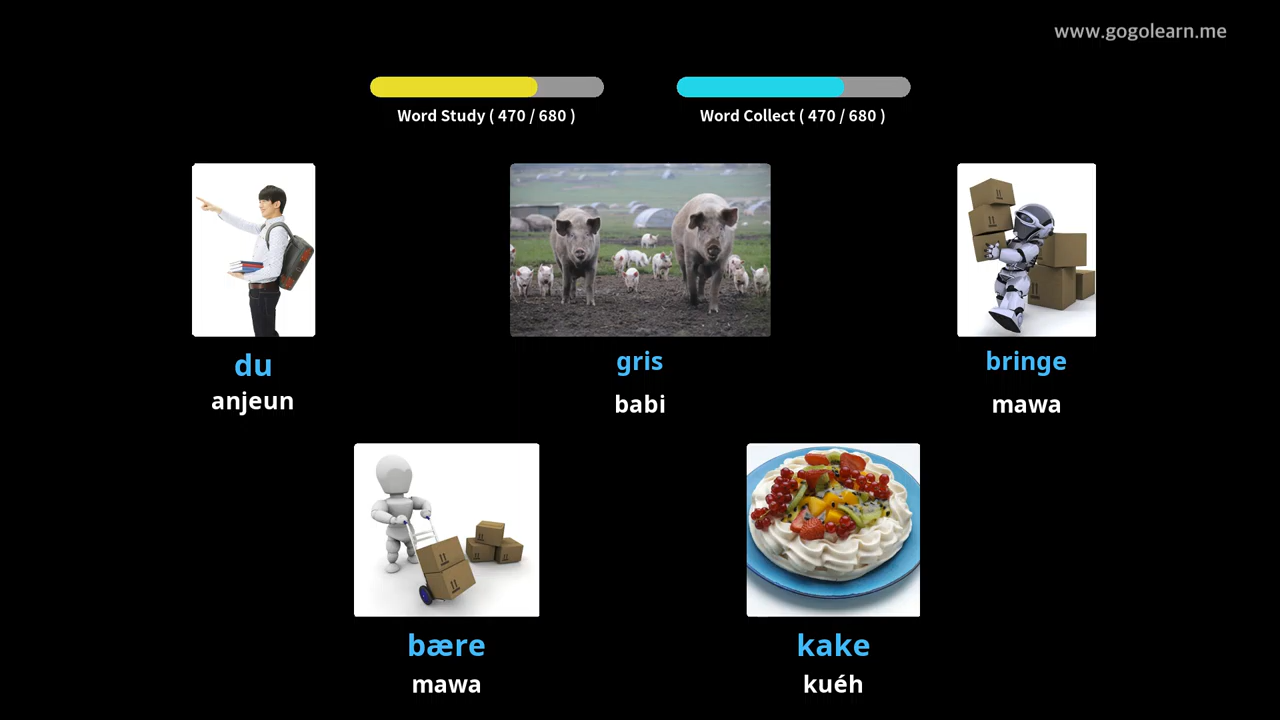 www.gogolearn.me
Word Study ( 470 / 680 )
Word Collect ( 470 / 680 )
du
anjeun
gris
babi
bringe
mawa
bære
mawa
kake
kuéh